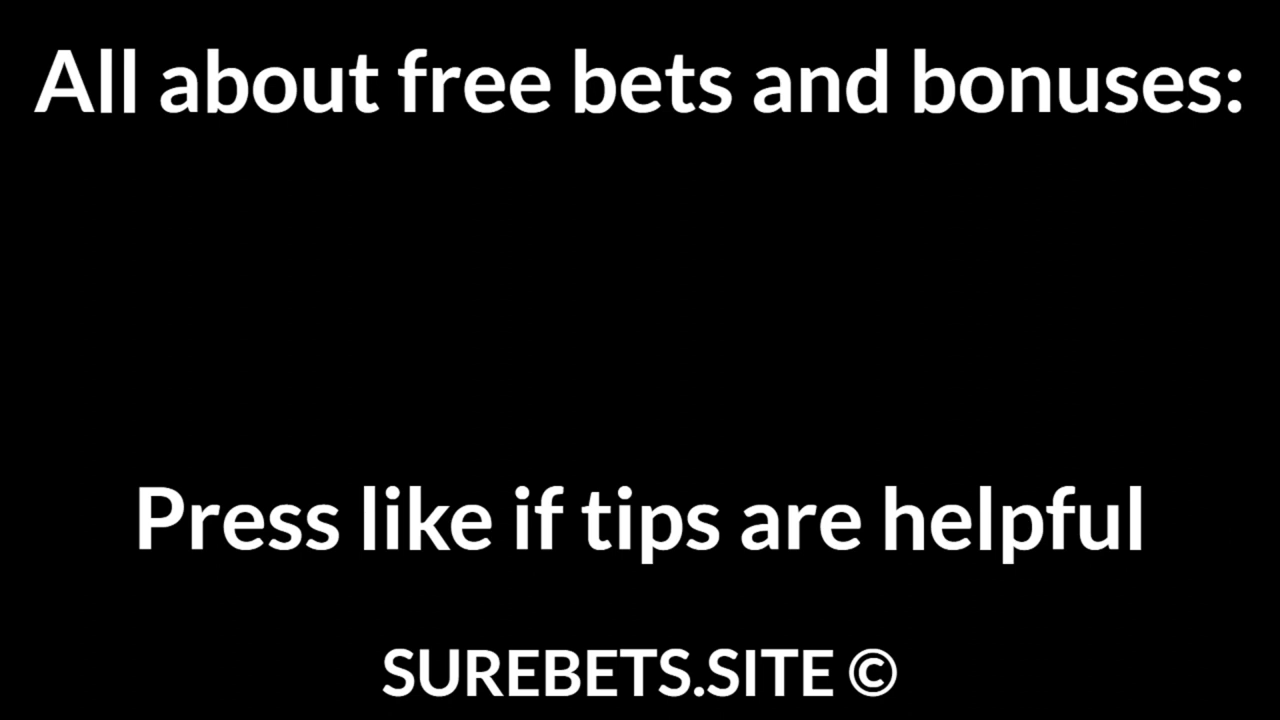 All about free bets and bonuses:
Press like if tips are helpful
SUREBETS.SITE ©